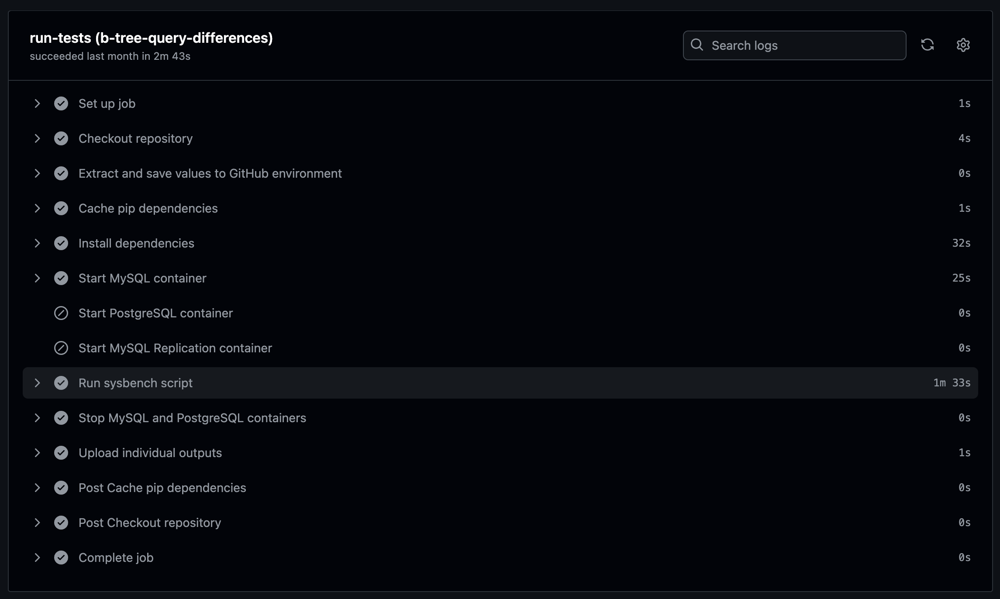 run-tests (b-tree-query-differences)
succeeded last month in 2m 43s
Search logs
Set up job 1s
Checkout repository 4s
Extract and save values to GitHub environment 0s
Cache pip dependencies 1s
Install dependencies 32s
Start MySQL container 25s
Start PostgreSQL container 0s
Start MySQL Replication container 0s
Run sysbench script 1m 33s
Stop MySQL and PostgreSQL containers 0s
Upload individual outputs 1s
Post Cache pip dependencies 0s
Post Checkout repository 0s
Complete job 0s